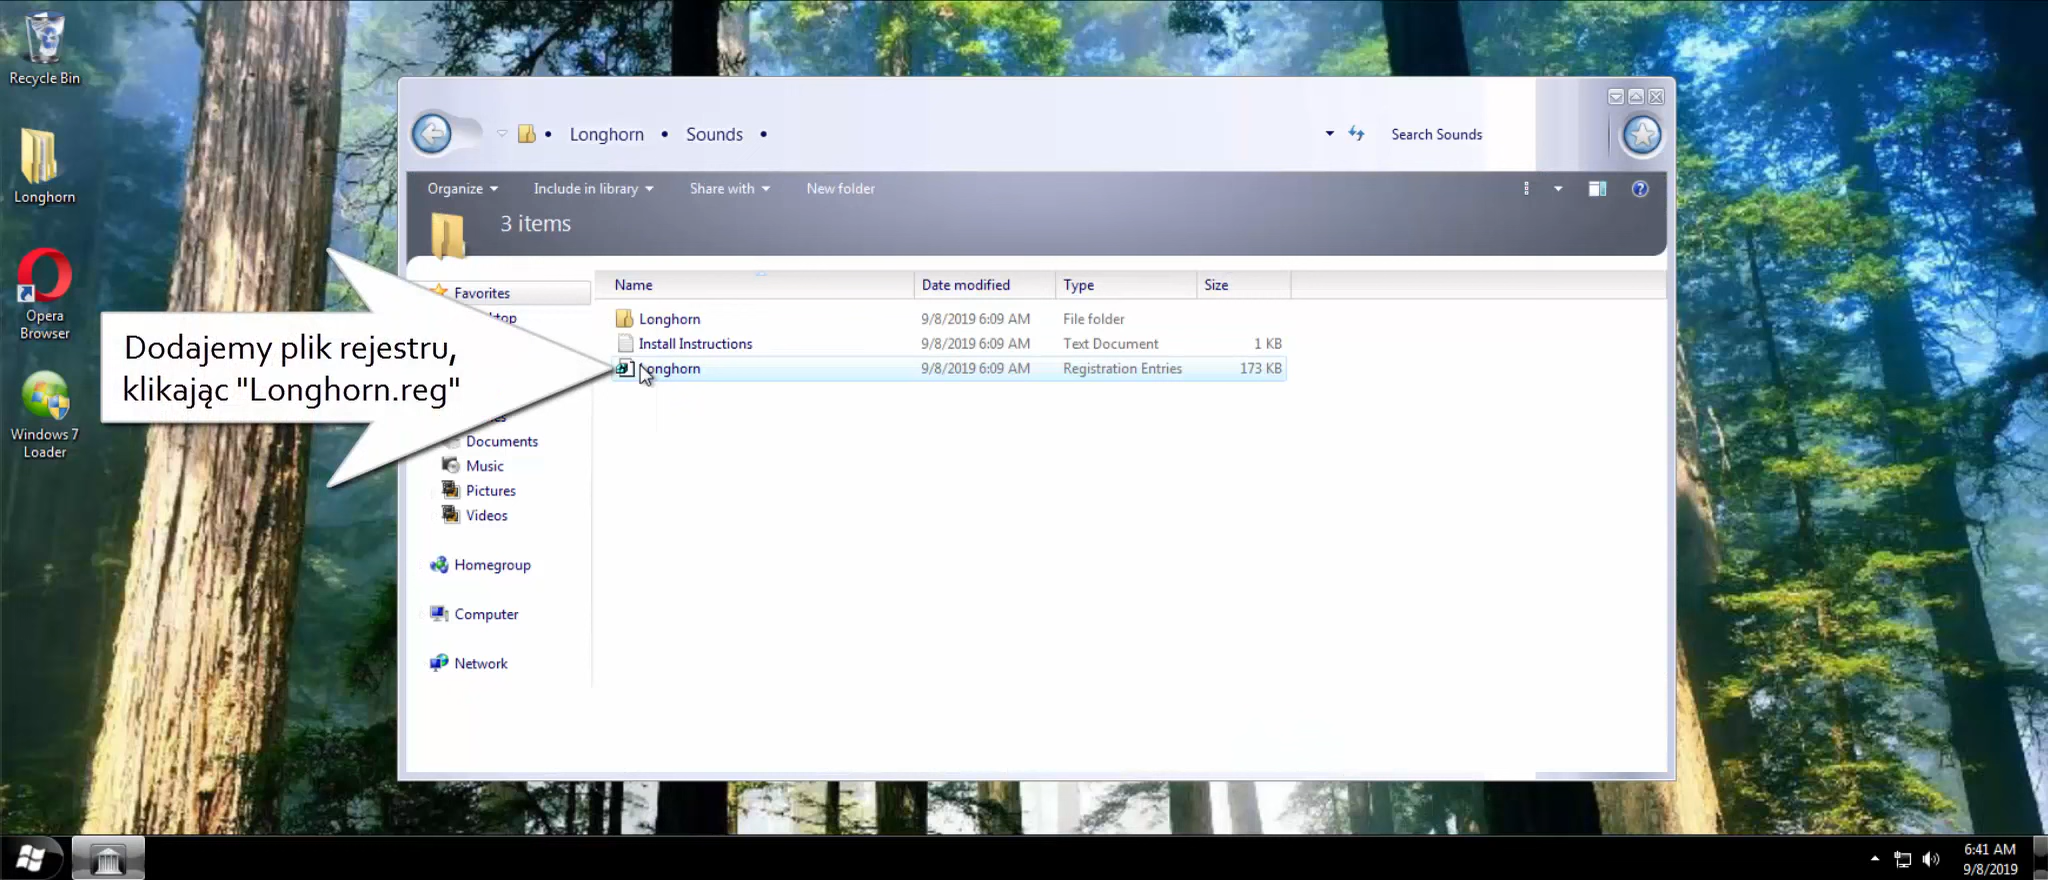 Recycle Bin
Longhorn
Opera
Browser
Windows 7
Loader
Dodajemy plik rejestru,
klikając "Longhorn.reg"
Longhorn • Sounds •
Search Sounds
Organize
Include in library
Share with
New folder
3 items
Favorites
Documents
Music
Pictures
Videos
Homegroup
Computer
Network
Name Date modified Type Size
Longhorn 9/8/2019 6:09 AM File folder
Install Instructions 9/8/2019 6:09 AM Text Document 1 KB
Longhorn 9/8/2019 6:09 AM Registration Entries 173 KB
6:41 AM
9/8/2019